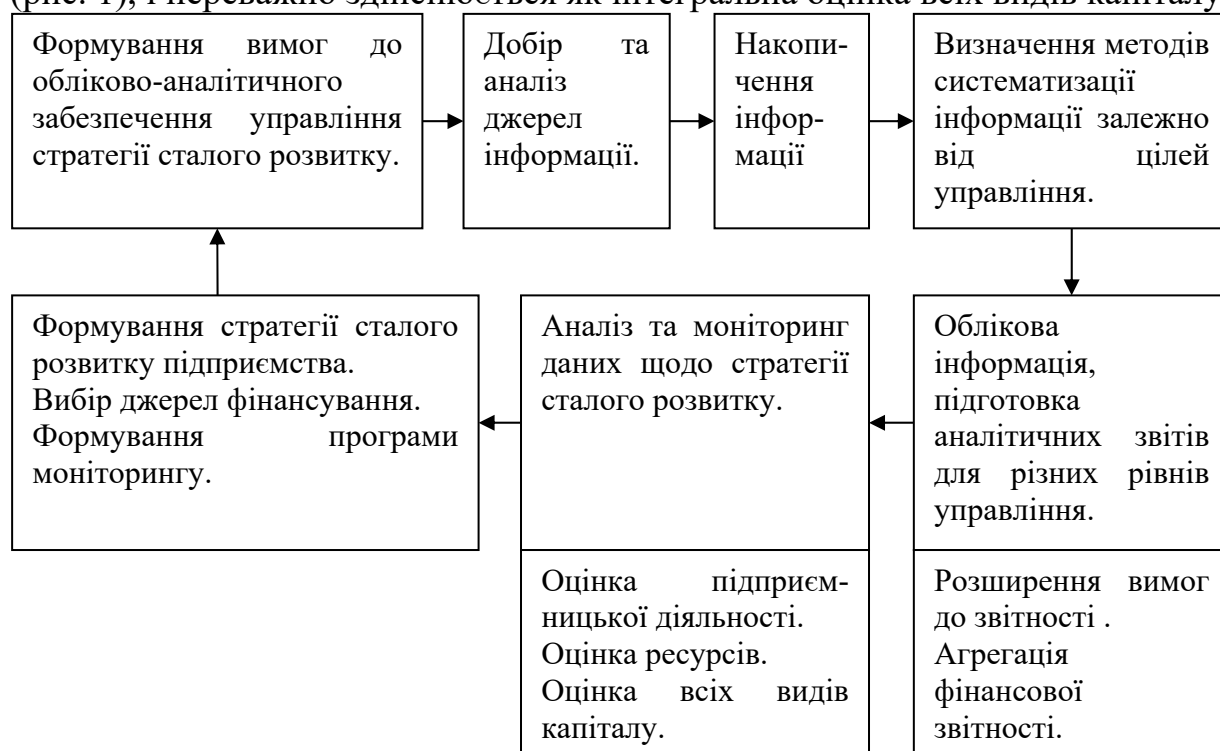 (рис. 1), і переважно здійснюється як інтегральна оцінка всіх видів капіталу
Формування вимог до
обліково-аналітичного
забезпечення управління
стратегії сталого розвитку.
Добір та
аналіз
джерел
інформації.
Накопи-
чення
інфор-
мації
Визначення методів
систематизації
інформації залежно
від цілей
управління.
Формування стратегії сталого
розвитку підприємства.
Вибір джерел фінансування.
Формування програми
моніторингу.
Аналіз та моніторинг
даних щодо стратегії
сталого розвитку.
Облікова
інформація,
підготовка
аналітичних звітів
для різних рівнів
управління.
Оцінка підприєм-
ницької діяльності.
Оцінка ресурсів.
Оцінка всіх видів
капіталу.
Розширення вимог
до звітності .
Агрегація
фінансової
звітності.